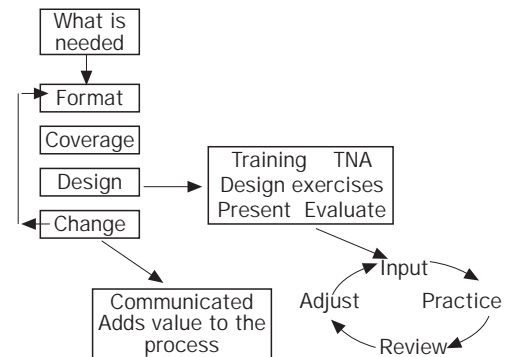 What is
needed
Format
Coverage
Design
Change
Training TNA
Design exercises
Present Evaluate
Communicated
Adds value to the
process
Input
Adjust
Practice
Review